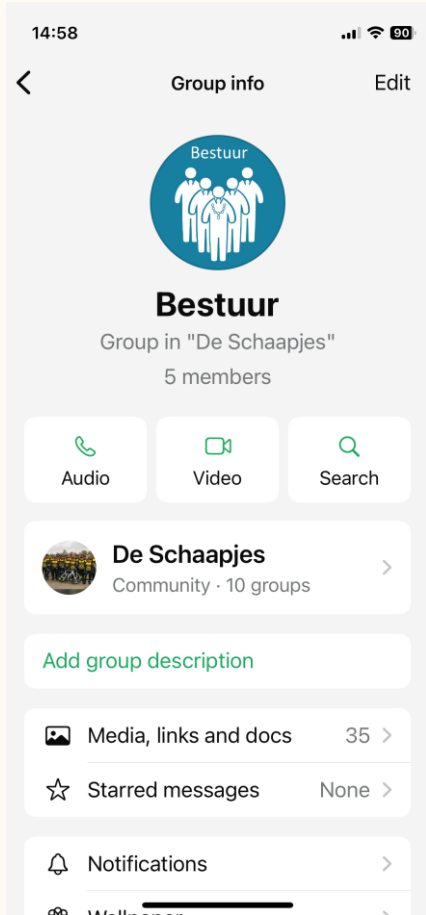 14:58
90
Group info
Edit
Bestuur
Bestuur
Group in "De Schaapjes"
5 members
Audio
Video
Search
De Schaapjes
Community · 10 groups
Add group description
Media, links and docs 35
Starred messages None
Notifications